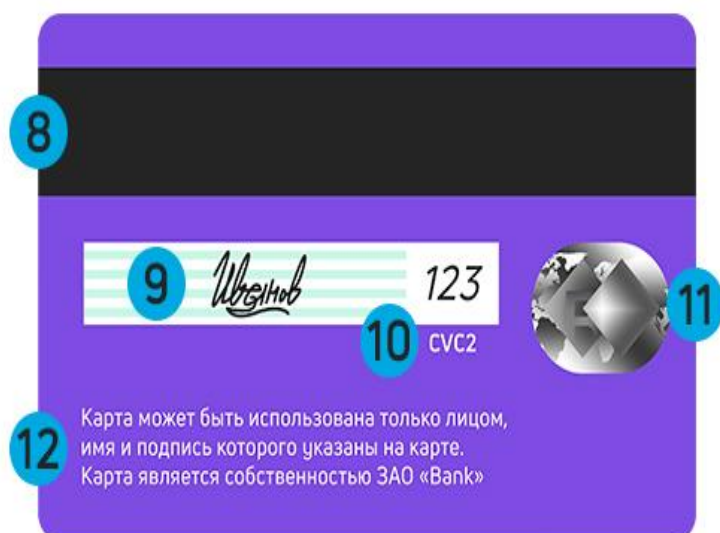 8
9 Иванов 123
10 CVC2
11
12
Карта может быть использована только лицом,
имя и подпись которого указаны на карте.
Карта является собственностью ЗАО «Bank»